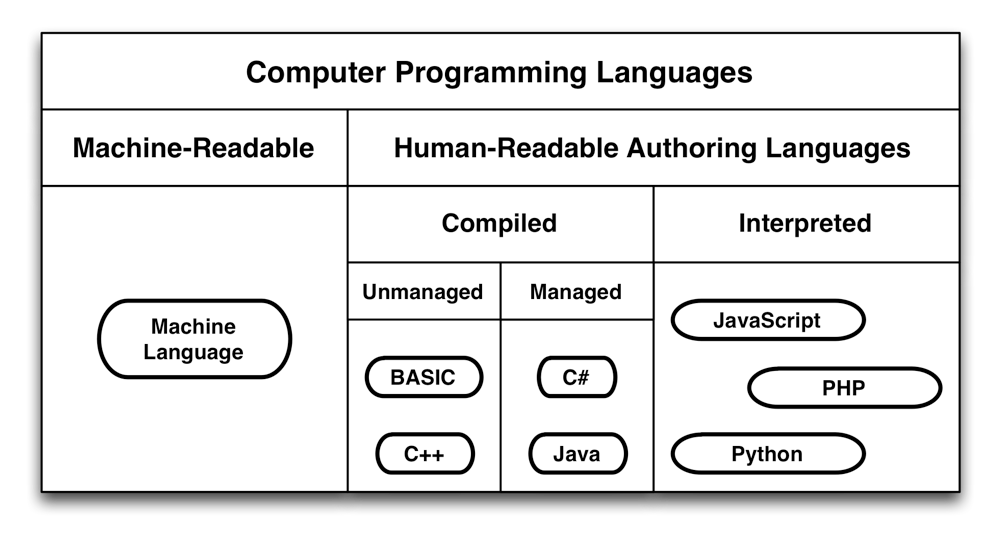 Computer Programming Languages
Machine-Readable
Human-Readable Authoring Languages
Compiled
Interpreted
Unmanaged
Managed
Machine
Language
BASIC
C++
C#
Java
JavaScript
PHP
Python